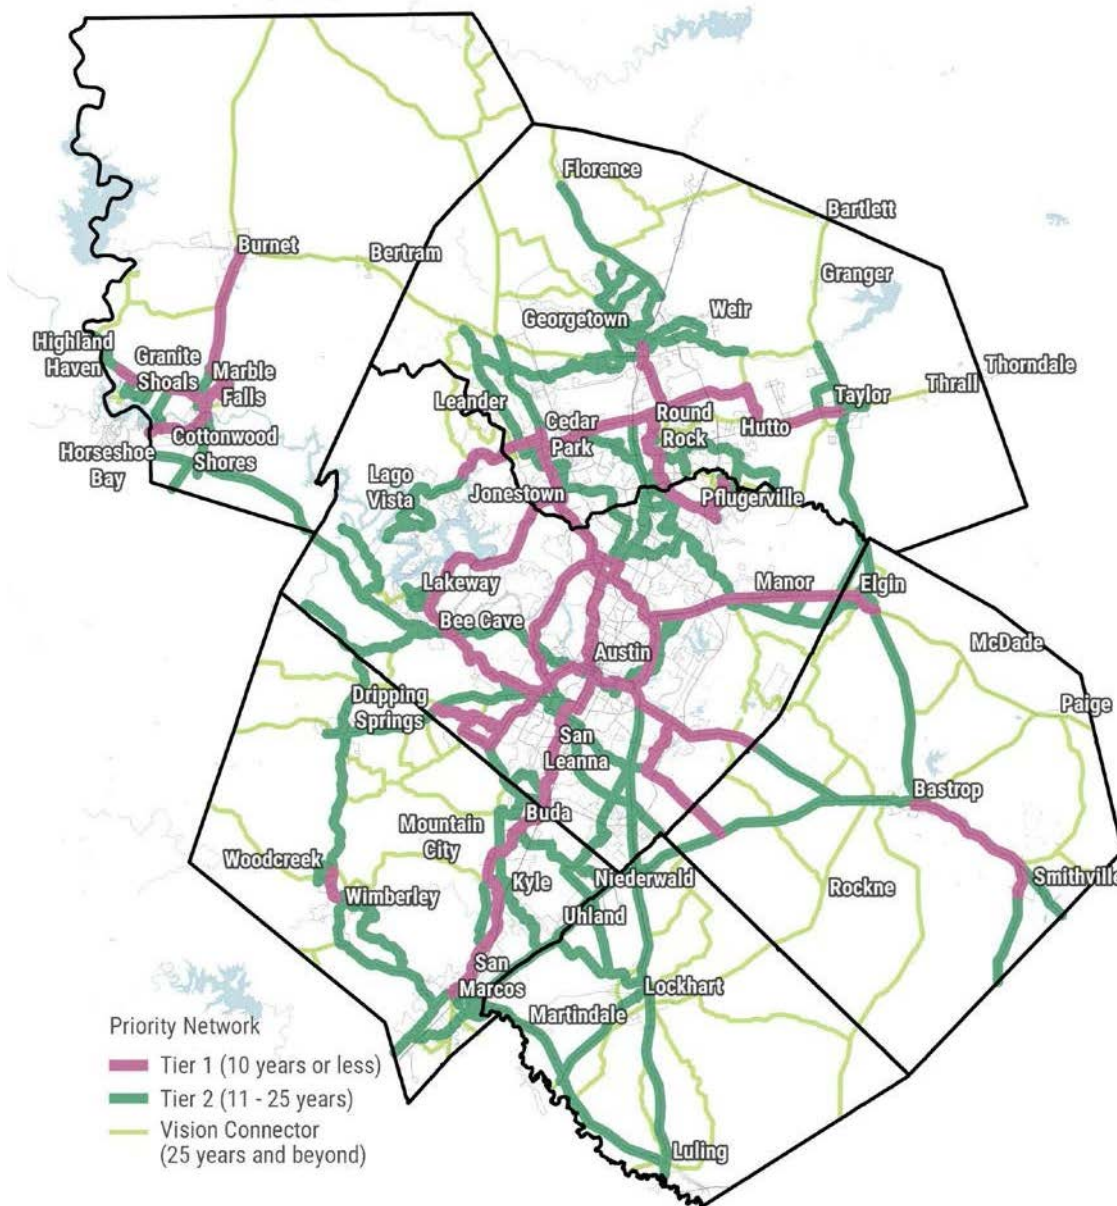 Florence
Bartlett
Burnet
Bertram
Granger
Georgetown
Weir
Highland
Haven
Granite
Shoals
Marble
Falls
Thorndale
Thrall
Taylor
Leander
Cedar
Park
Round
Rock
Hutto
Cottonwood
Shores
Horseshoe
Bay
Lago
Vista
Jonestown
Pflugerville
Lakeway
Manor
Elgin
Bee Cave
McDade
Austin
Dripping
Springs
Paige
San
Leanna
Bastrop
Buda
Mountain
City
Woodcreek
Kyle
Niederwald
Rockne
Smithville
Wimberley
Uhland
San
Marcos
Lockhart
Martindale
Luling
Priority Network
Tier 1 (10 years or less)
Tier 2 (11 - 25 years)
Vision Connector
(25 years and beyond)